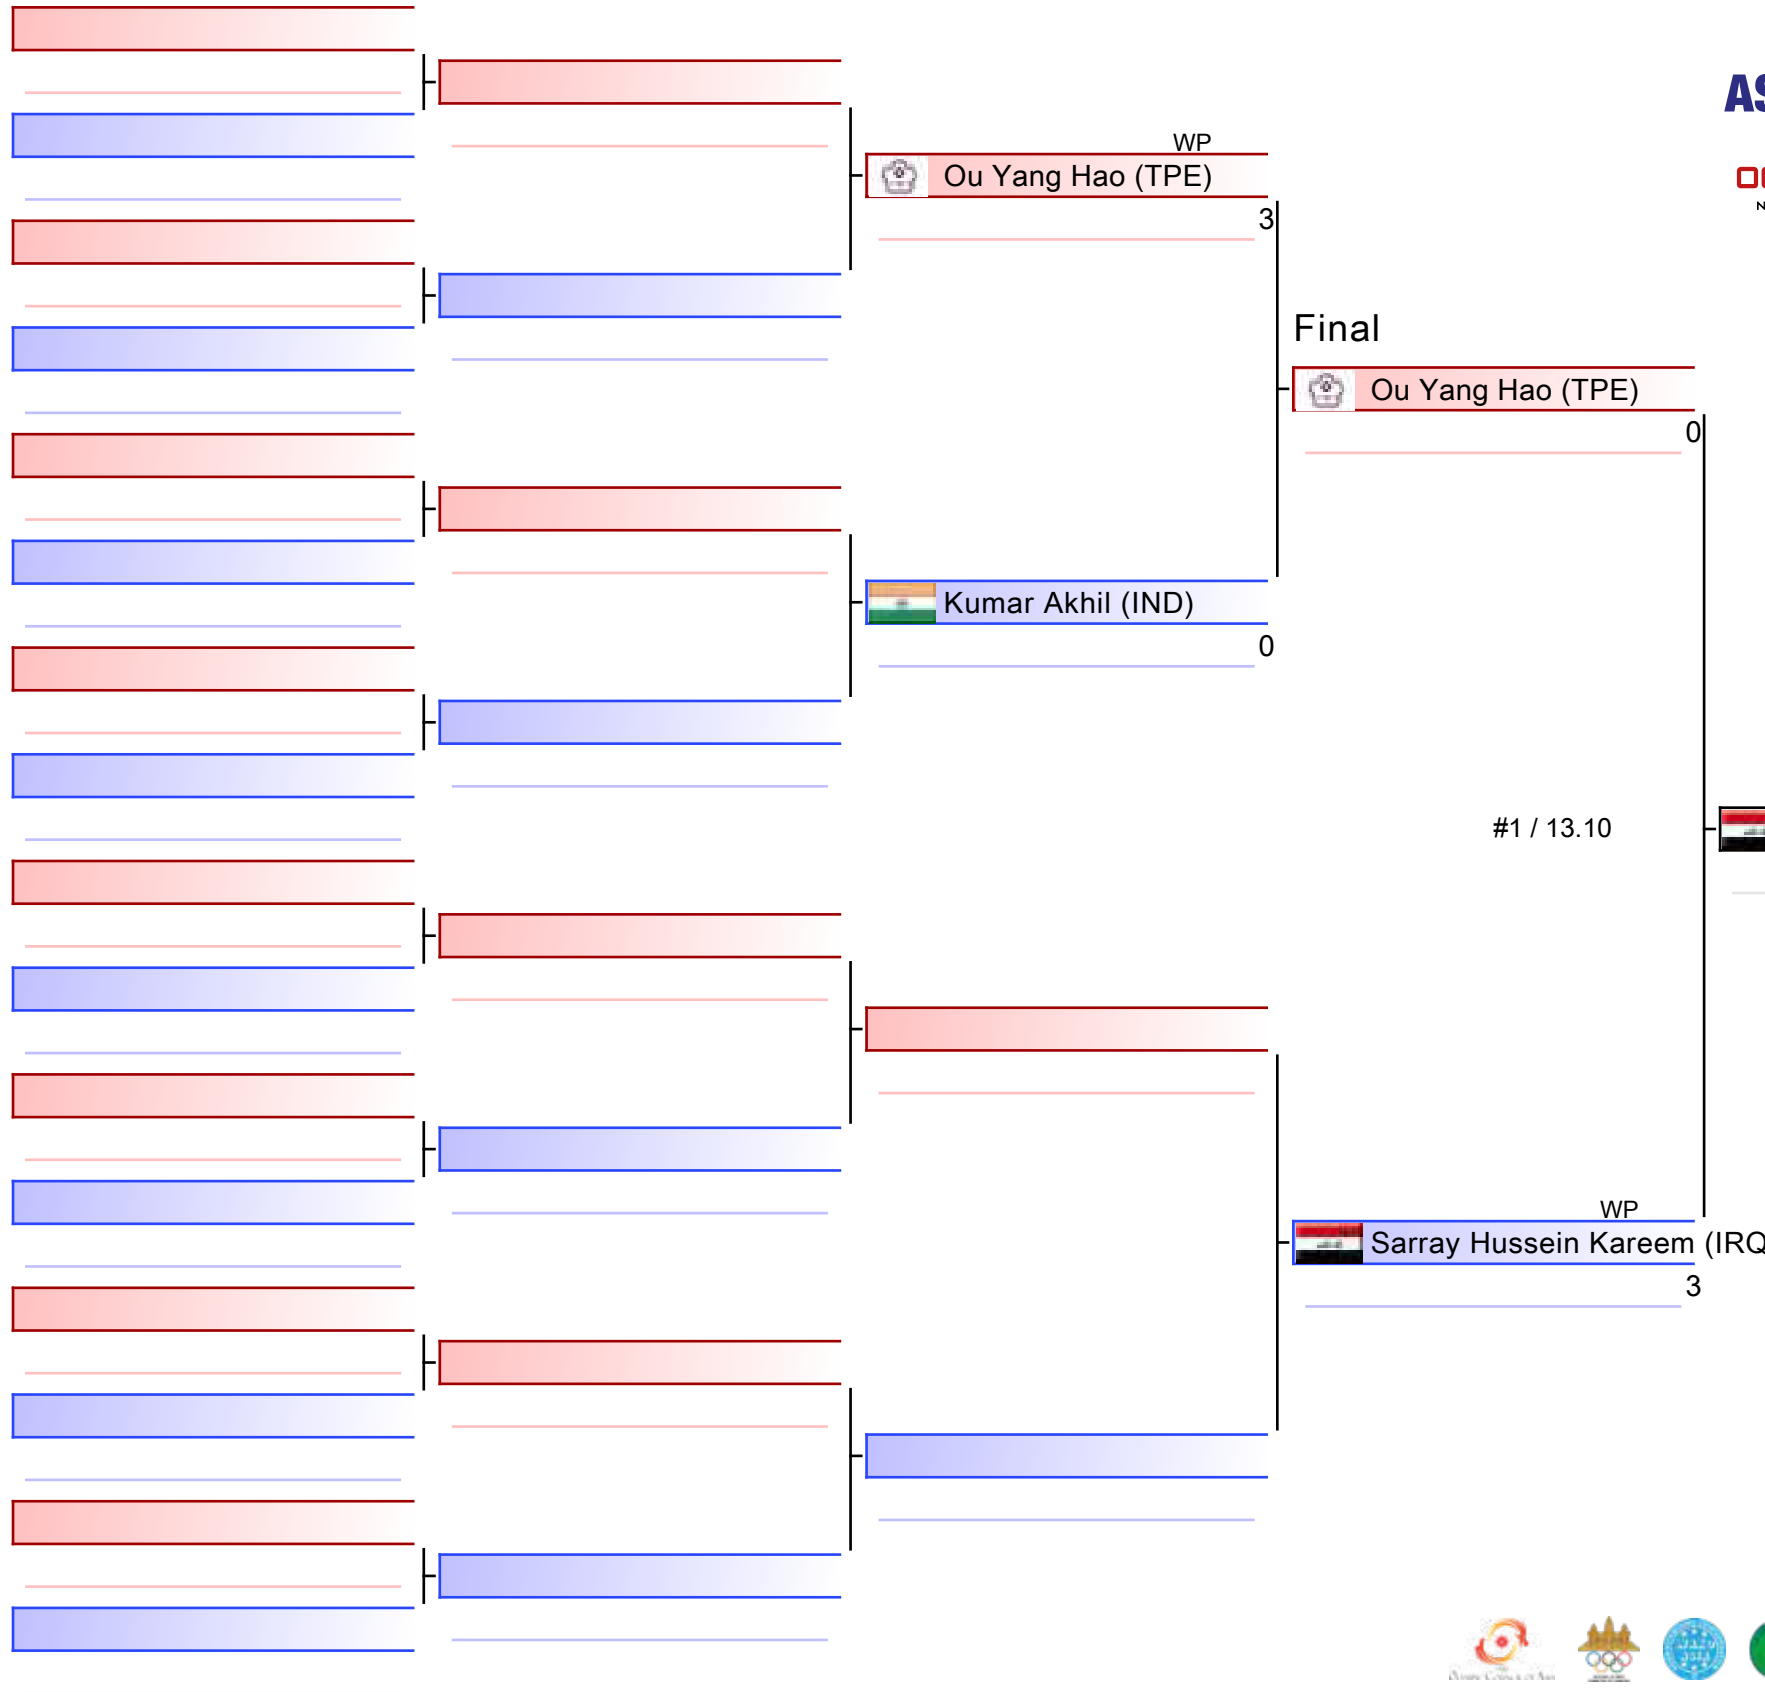 AS
WP
Ou Yang Hao (TPE)
3
Final
Ou Yang Hao (TPE)
0
Kumar Akhil (IND)
0
#1 / 13.10
WP
Sarray Hussein Kareem (IRQ
3